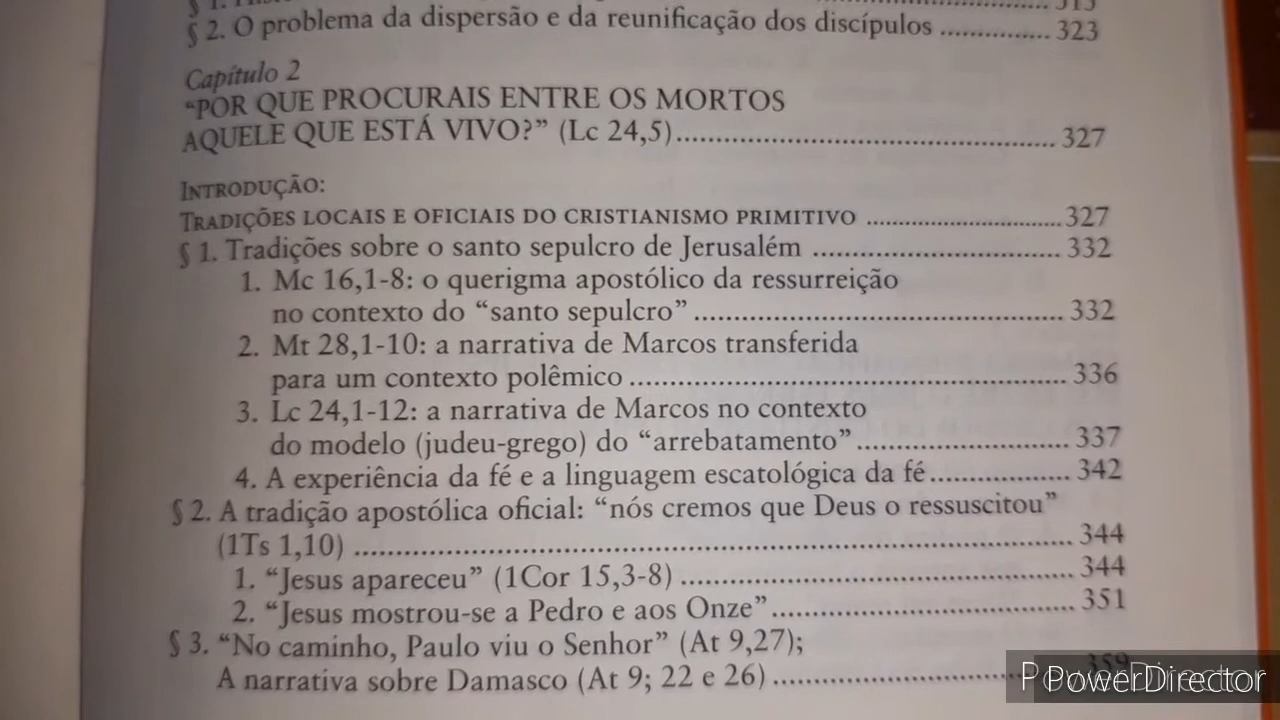 § 2. O problema da dispersão e da reunificação dos discípulos ............... 323
Capítulo 2
“POR QUE PROCURAIS ENTRE OS MORTOS
AQUELE QUE ESTÁ VIVO?” (Lc 24,5)..................................................... 327
INTRODUÇÃO:
TRADIÇÕES LOCAIS E OFICIAIS DO CRISTIANISMO PRIMITIVO ............................ 327
§ 1. Tradições sobre o santo sepulcro de Jerusalém .................................... 332
1. Mc 16,1-8: o querigma apostólico da ressurreição
no contexto do “santo sepulcro” ..................................................... 332
2. Mt 28,1-10: a narrativa de Marcos transferida
para um contexto polêmico ............................................................... 336
3. Lc 24,1-12: a narrativa de Marcos no contexto
do modelo (judeu-grego) do “arrebatamento”............................... 337
4. A experiência da fé e a linguagem escatológica da fé.................... 342
§ 2. A tradição apostólica oficial: “nós cremos que Deus o ressuscitou”
(1Ts 1,10) ........................................................................................................ 344
1. “Jesus apareceu” (1Cor 15,3-8) ......................................................... 344
2. “Jesus mostrou-se a Pedro e aos Onze”............................................ 351
§ 3. “No caminho, Paulo viu o Senhor” (At 9,27);
A narrativa sobre Damasco (At 9; 22 e 26) ........................................ 359
PowerDirector